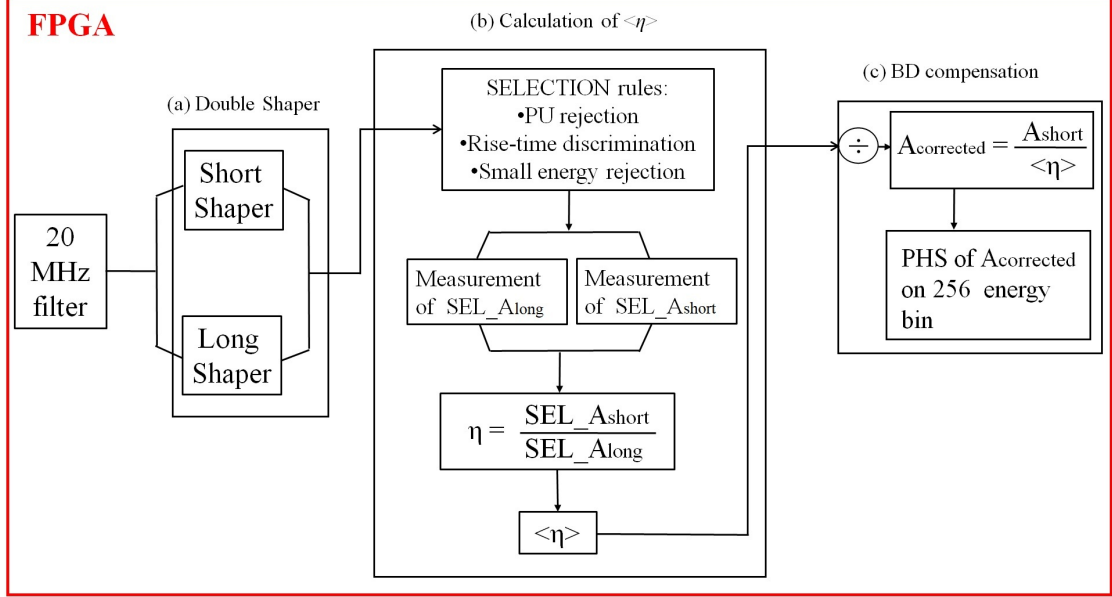 FPGA
(a) Double Shaper
20
MHz
filter
Short
Shaper
Long
Shaper
(b) Calculation of <η>
SELECTION rules:
•PU rejection
•Rise-time discrimination
•Small energy rejection
Measurement
of SEL_Along
Measurement
of SEL_Ashort
η = SEL_Ashort
SEL_Along
<η>
(c) BD compensation
÷
Acorrected = Ashort
<η>
PHS of Acorrected
on 256 energy
bin